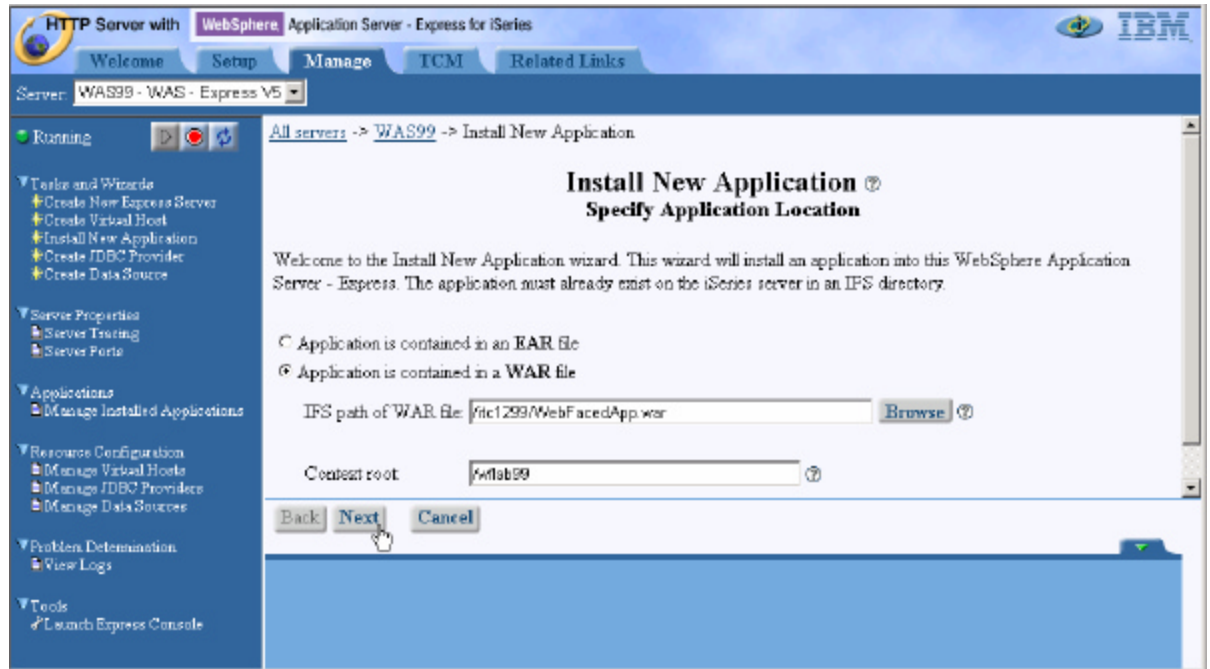 HTTP Server with WebSphere Application Server - Express for iSeries
IBM
Welcome Setup Manage TCM Related Links
Server: WAS99 - WAS - Express V5
Running
Tasks and Wizards
Create New Express Server
Create Virtual Host
Install New Application
Create JDBC Provider
Create Data Source
Server Properties
Server Tracing
Server Ports
Applications
Manage Installed Applications
Resource Configuration
Manage Virtual Hosts
Manage JDBC Providers
Manage Data Sources
Problem Determination
View Logs
Tools
Launch Express Console
All servers -> WAS99 -> Install New Application
Install New Application
Specify Application Location
Welcome to the Install New Application wizard. This wizard will install an application into this WebSphere Application
Server - Express. The application must already exist on the iSeries server in an IFS directory.
Application is contained in an EAR file
Application is contained in a WAR file
IFS path of WAR file: /itc1299/WebFacedApp.war Browse
Context root: /wflab99
Back Next Cancel